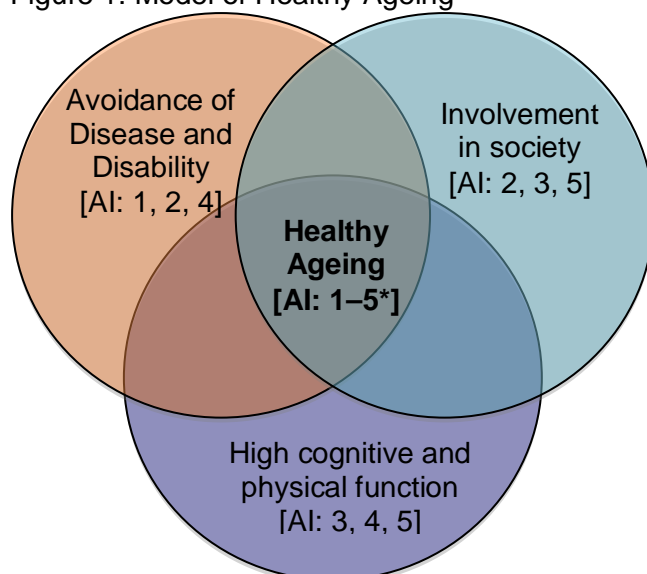 Figure 1: Model of Healthy Ageing
Avoidance of
Disease and
Disability
[AI: 1, 2, 4]
Involvement
in society
[AI: 2, 3, 5]
Healthy
Ageing
[AI: 1–5*]
High cognitive and
physical function
[AI: 3, 4, 5]